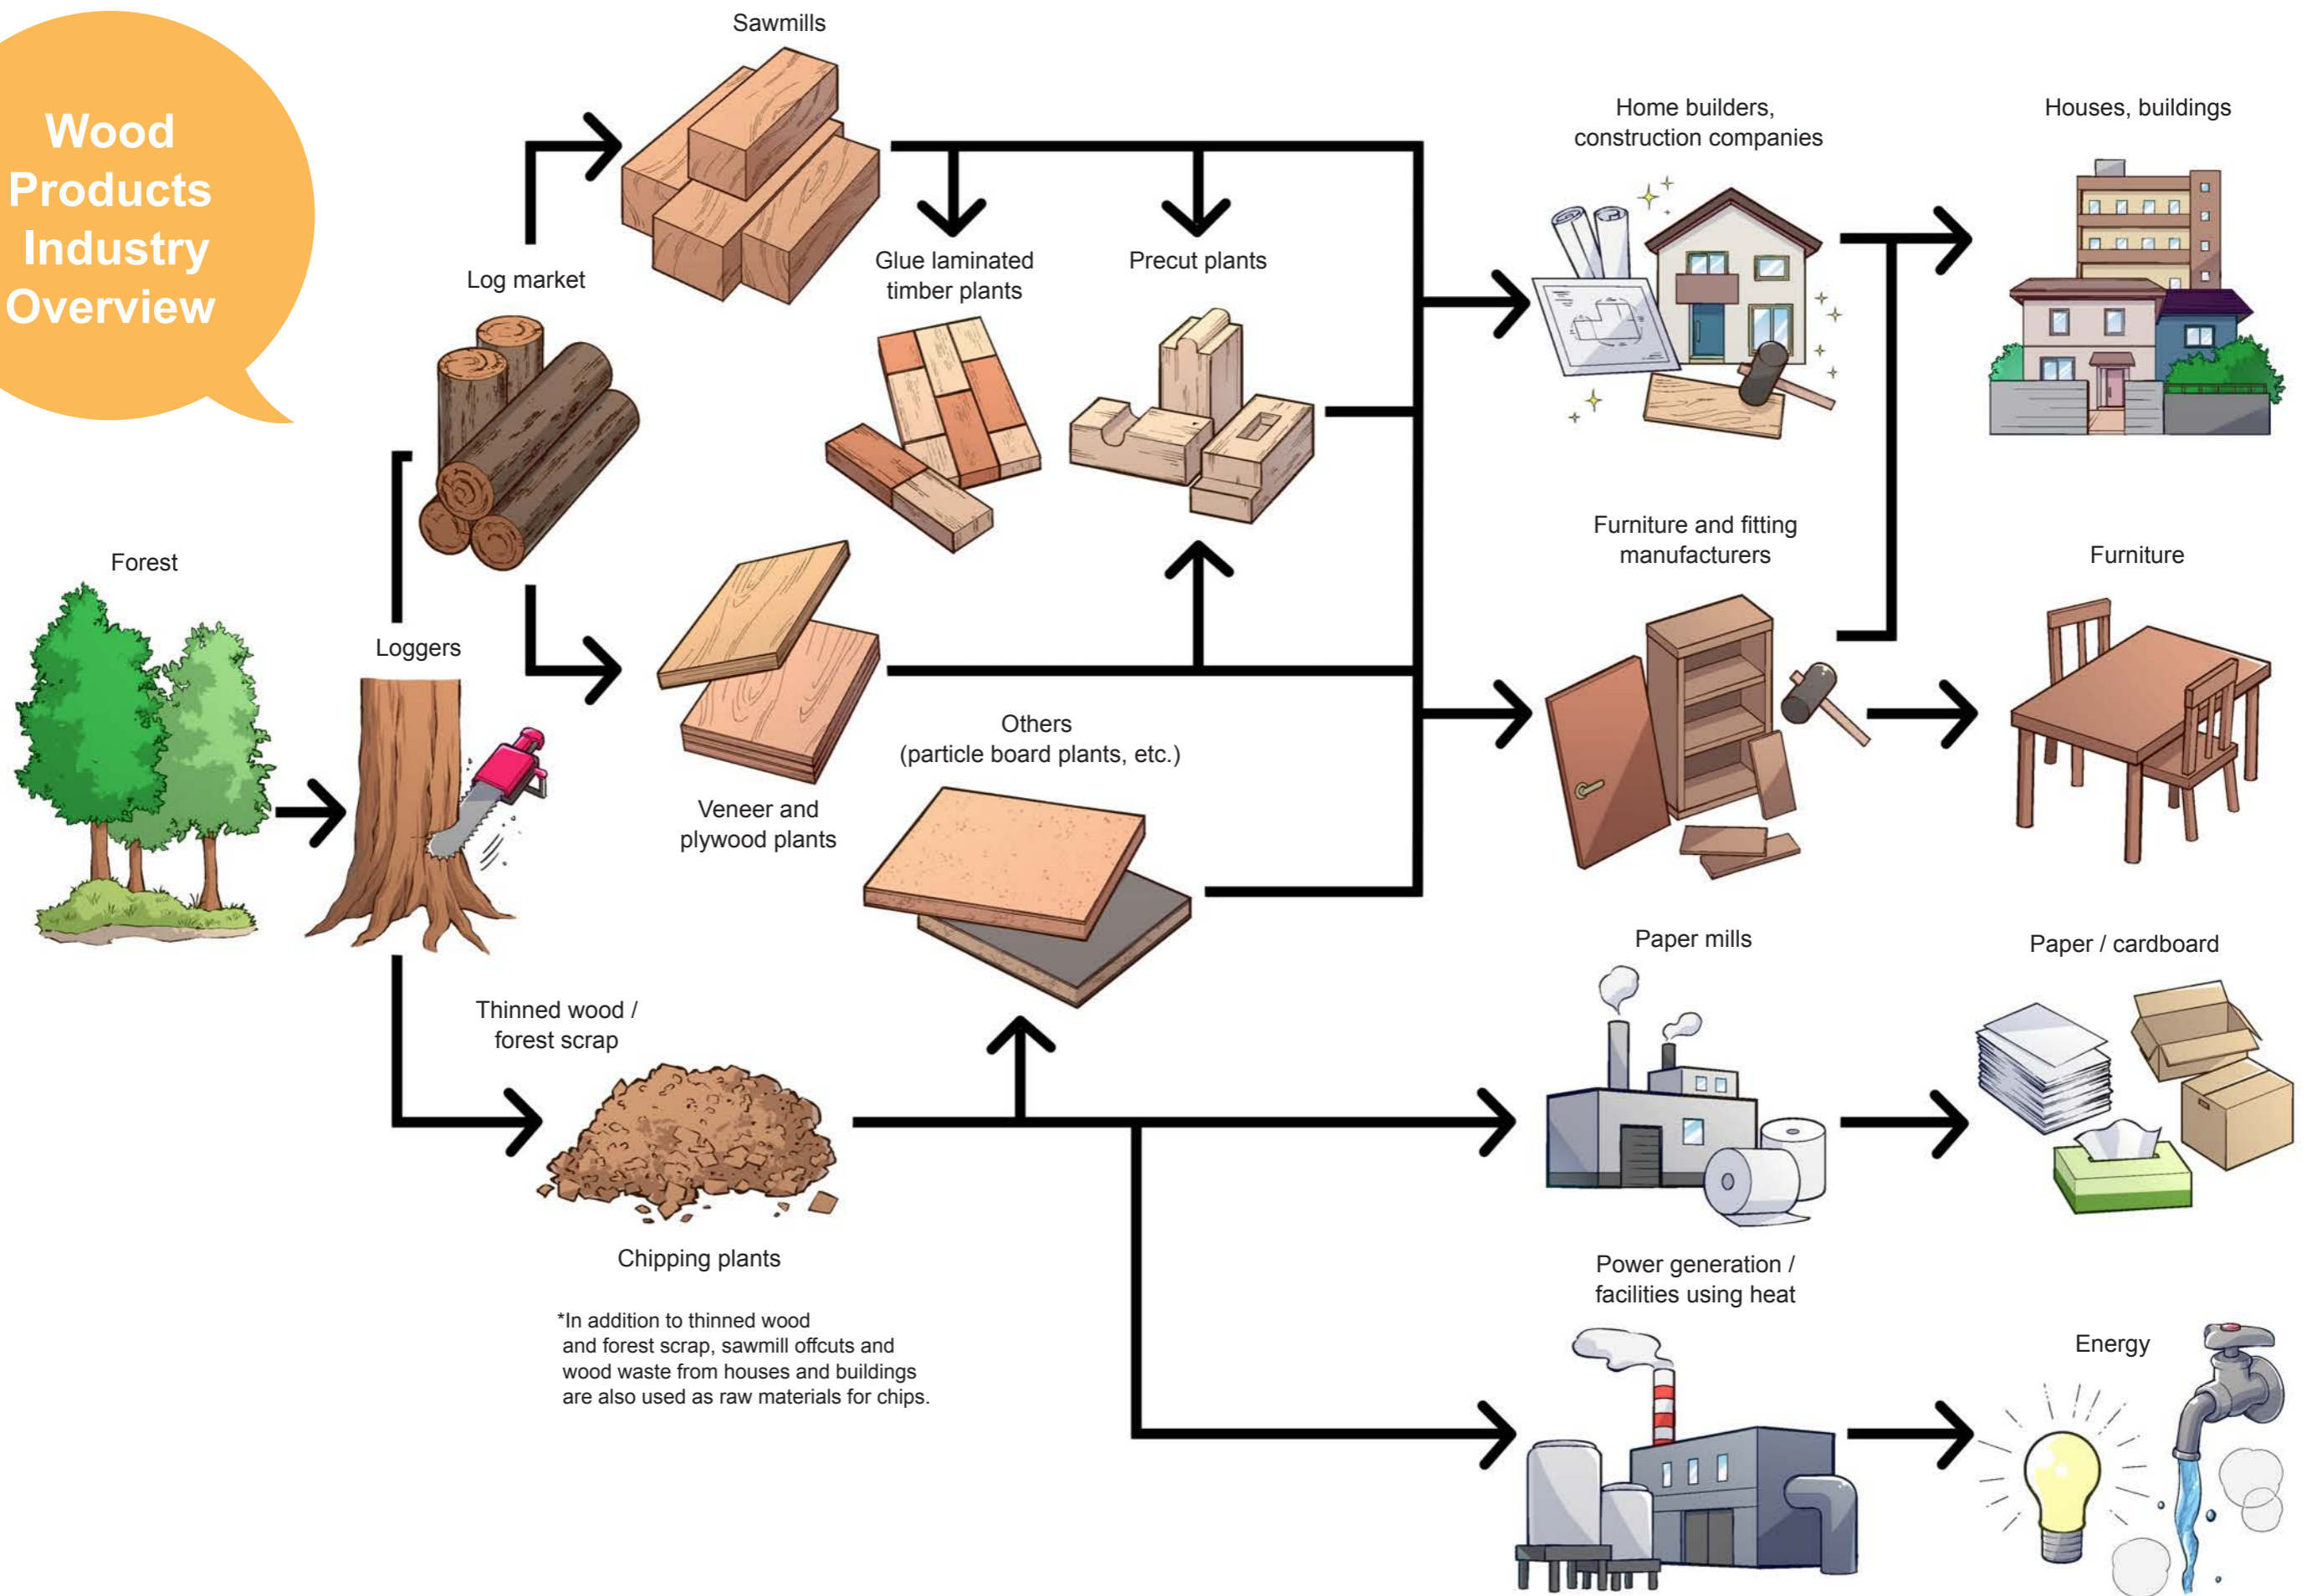 Wood
Products
Industry
Overview
Sawmills
Log market
Glue laminated
timber plants
Precut plants
Home builders,
construction companies
Houses, buildings
Forest
Loggers
Veneer and
plywood plants
Others
(particle board plants, etc.)
Furniture and fitting
manufacturers
Furniture
Thinned wood /
forest scrap
Chipping plants
*In addition to thinned wood
and forest scrap, sawmill offcuts and
wood waste from houses and buildings
are also used as raw materials for chips.
Paper mills
Paper / cardboard
Power generation /
facilities using heat
Energy